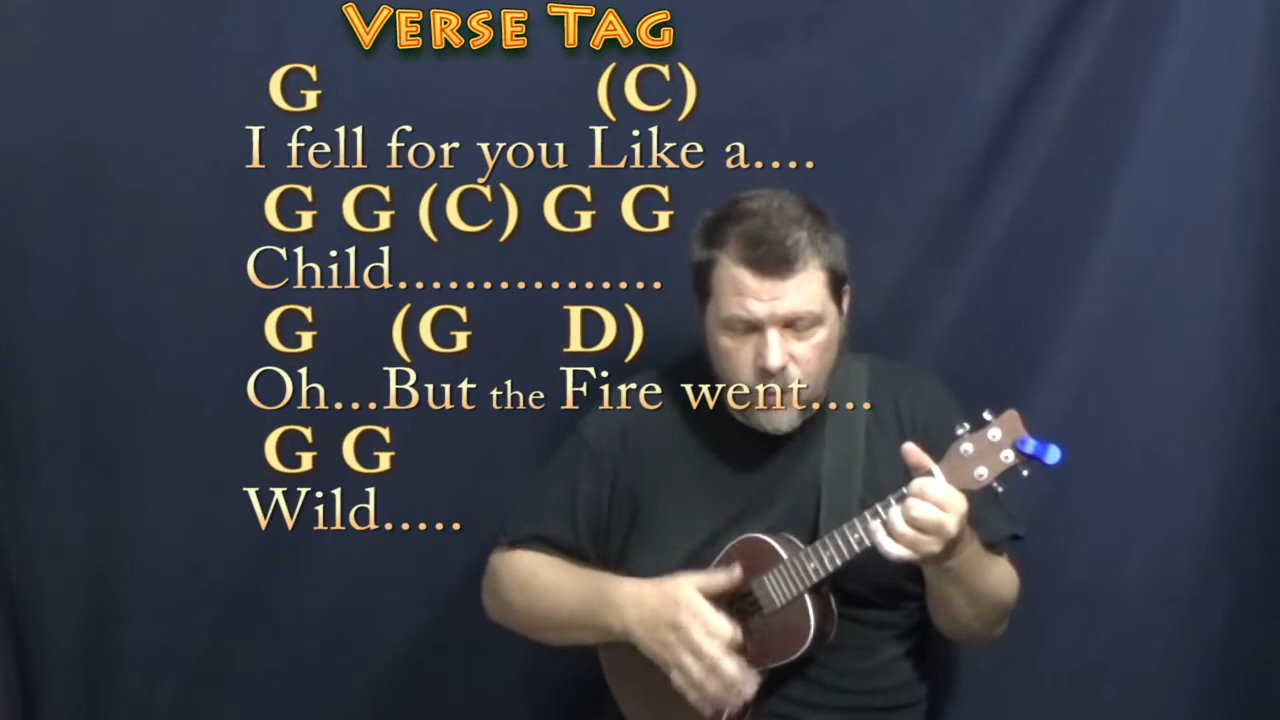 VERSE TAG
G (C)
I fell for you Like a....
G G (C) G G
Child................
G (G D)
Oh...But the Fire went....
G G
Wild.....